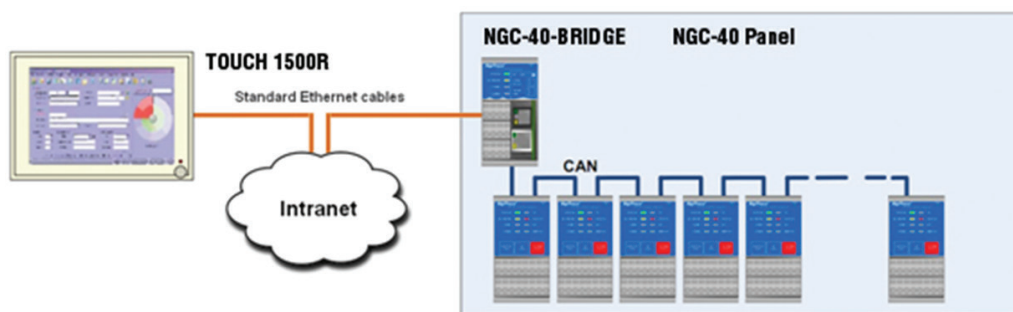 NGC-40-BRIDGE
NGC-40 Panel
TOUCH 1500R
Standard Ethernet cables
CAN
Intranet